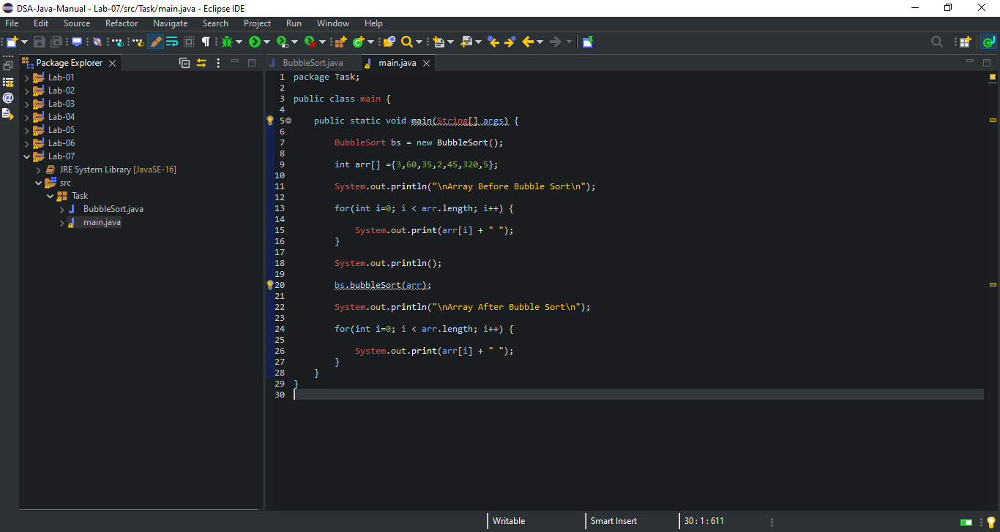 DSA-Java-Manual - Lab-07/src/Task/main.java - Eclipse IDE
File Edit Source Refactor Navigate Search Project Run Window Help
Package Explorer
Lab-01
Lab-02
Lab-03
Lab-04
Lab-05
Lab-06
Lab-07
JRE System Library [JavaSE-16]
src
Task
BubbleSort.java
main.java
BubbleSort.java main.java
1 package Task;
2
3 public class main {
4
5 public static void main(String[] args) {
6
7 BubbleSort bs = new BubbleSort();
8
9 int arr[] ={3,60,35,2,45,320,5};
10
11 System.out.println("\nArray Before Bubble Sort\n");
12
13 for(int i=0; i < arr.length; i++) {
14
15 System.out.print(arr[i] + " ");
16 }
17
18 System.out.println();
19
20 bs.bubbleSort(arr);
21
22 System.out.println("\nArray After Bubble Sort\n");
23
24 for(int i=0; i < arr.length; i++) {
25
26 System.out.print(arr[i] + " ");
27 }
28 }
29 }
30
Writable Smart Insert 30 : 1 : 611